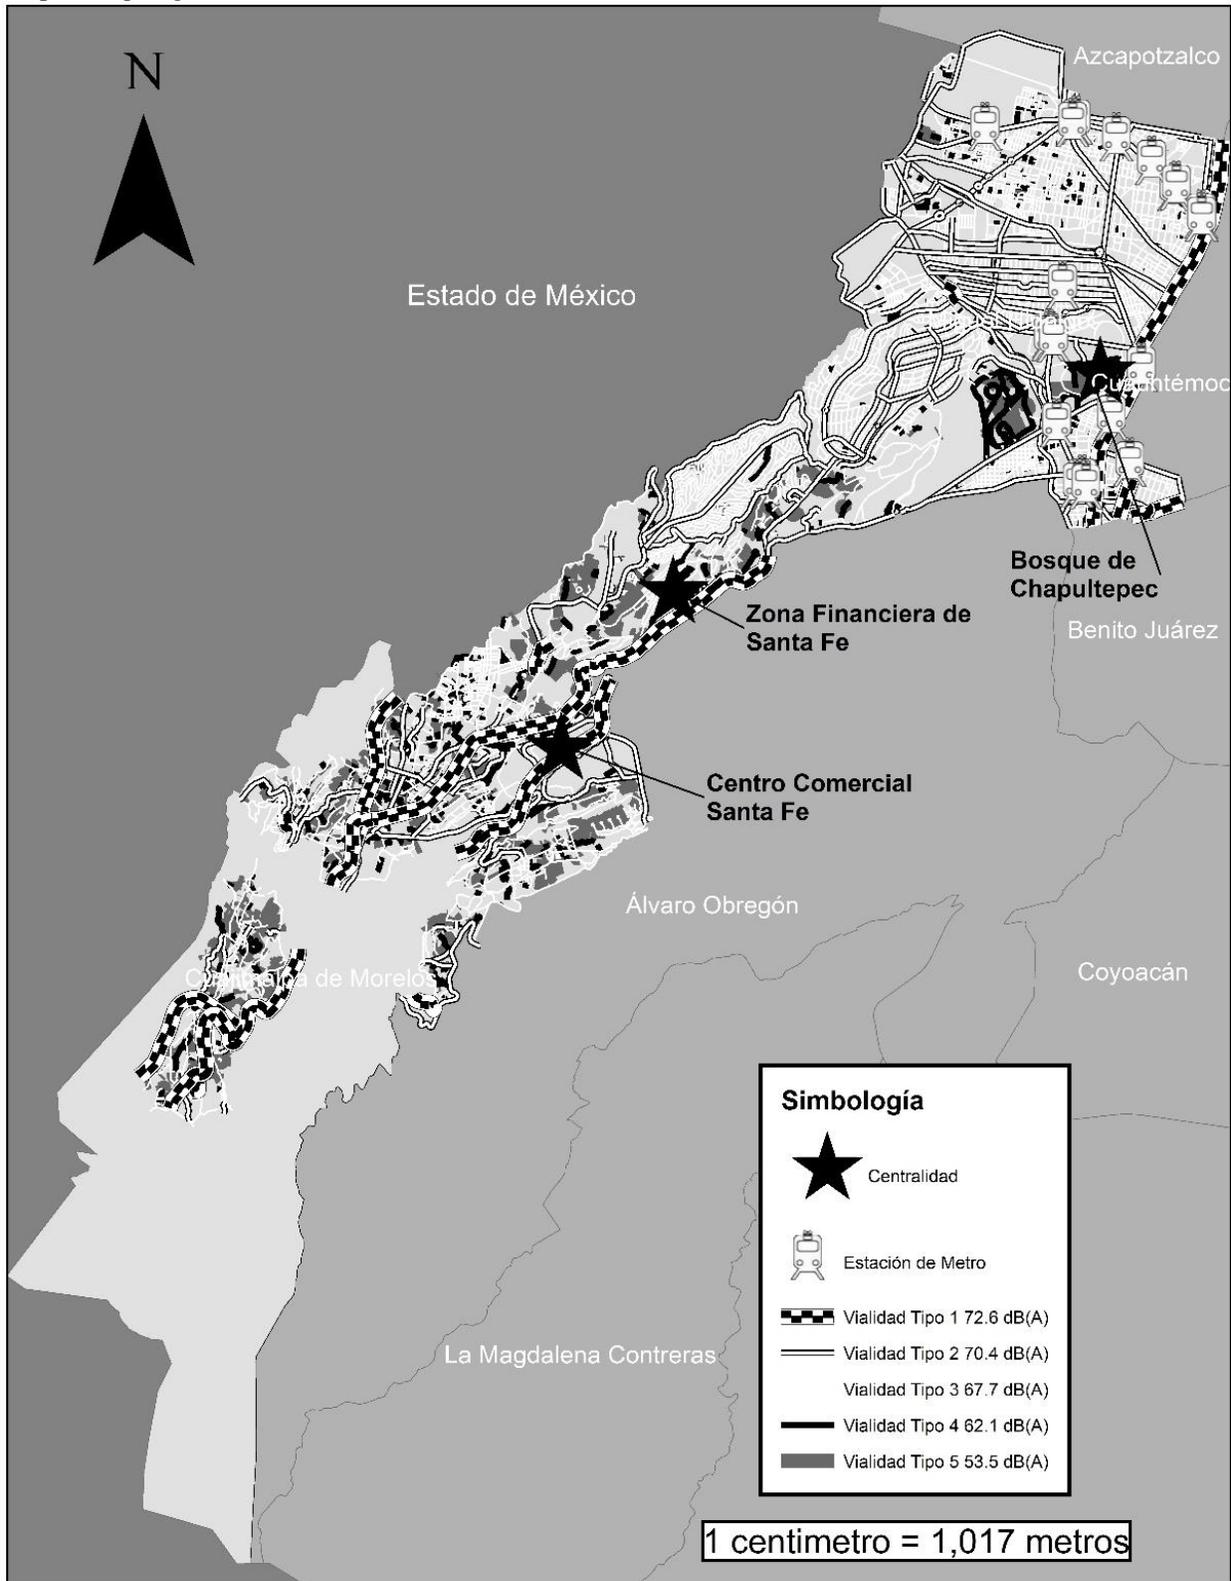 N
Azcapotzalco
Estado de México
Miguel Hidalgo
Cuauhtémoc
Bosque de
Chapultepec
Benito Juárez
Zona Financiera de
Santa Fe
Centro Comercial
Santa Fe
Álvaro Obregón
Cuajimalpa de Morelos
Coyoacán
La Magdalena Contreras
Simbología
Centralidad
Estación de Metro
Vialidad Tipo 1 72.6 dB(A)
Vialidad Tipo 2 70.4 dB(A)
Vialidad Tipo 3 67.7 dB(A)
Vialidad Tipo 4 62.1 dB(A)
Vialidad Tipo 5 53.5 dB(A)
1 centimetro = 1,017 metros